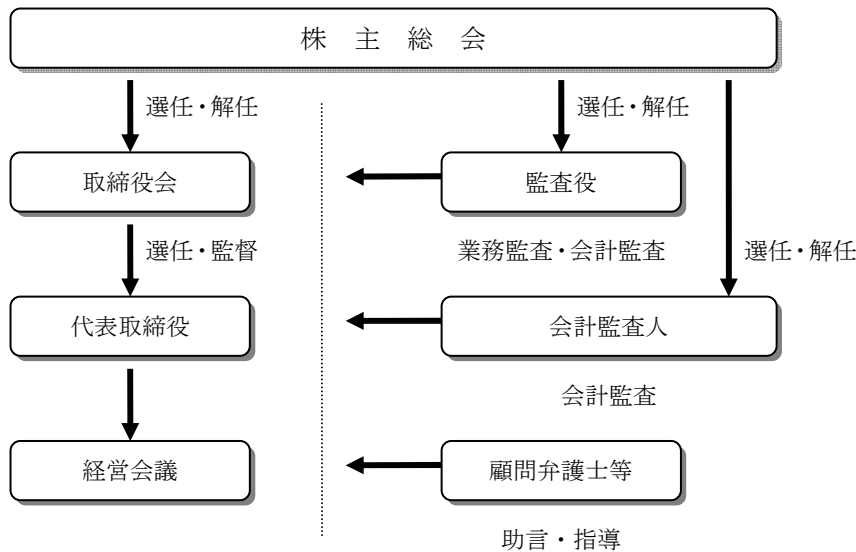 株 主 総 会
選任・解任
選任・解任
取締役会
監査役
選任・監督
業務監査・会計監査
選任・解任
代表取締役
会計監査人
会計監査
経営会議
顧問弁護士等
助言・指導